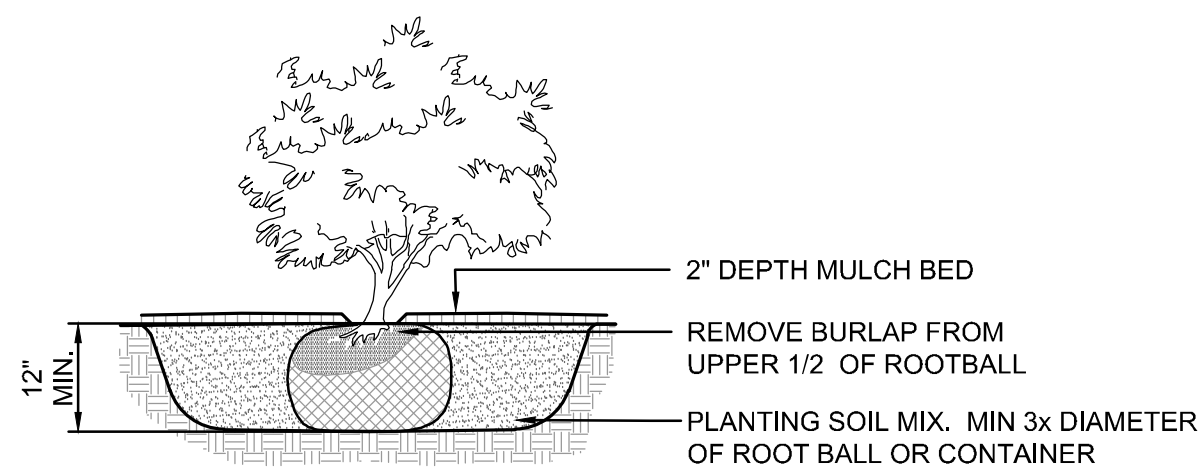 2" DEPTH MULCH BED
REMOVE BURLAP FROM
UPPER 1/2 OF ROOTBALL
12"
MIN.
PLANTING SOIL MIX. MIN 3x DIAMETER
OF ROOT BALL OR CONTAINER